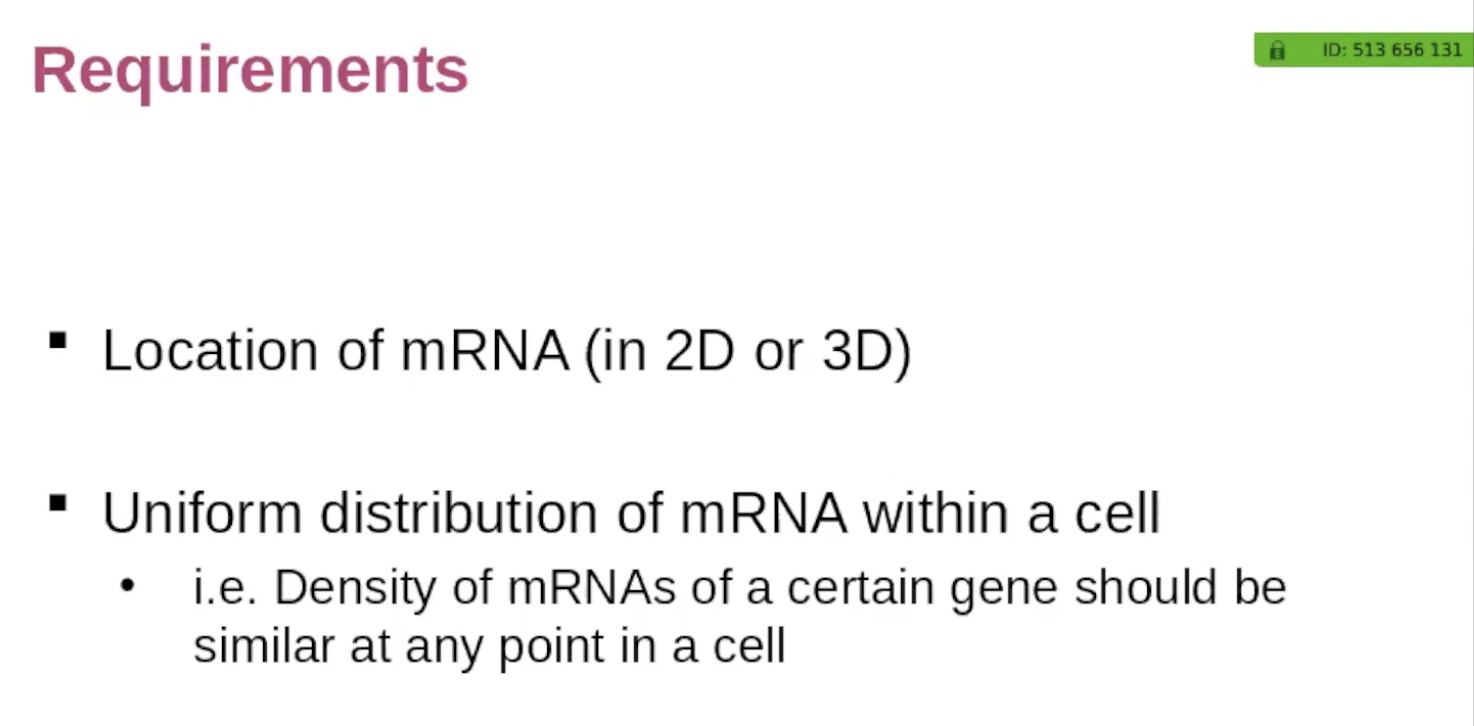 Requirements
ID: 513 656 131
▪ Location of mRNA (in 2D or 3D)
▪ Uniform distribution of mRNA within a cell
• i.e. Density of mRNAs of a certain gene should be
similar at any point in a cell